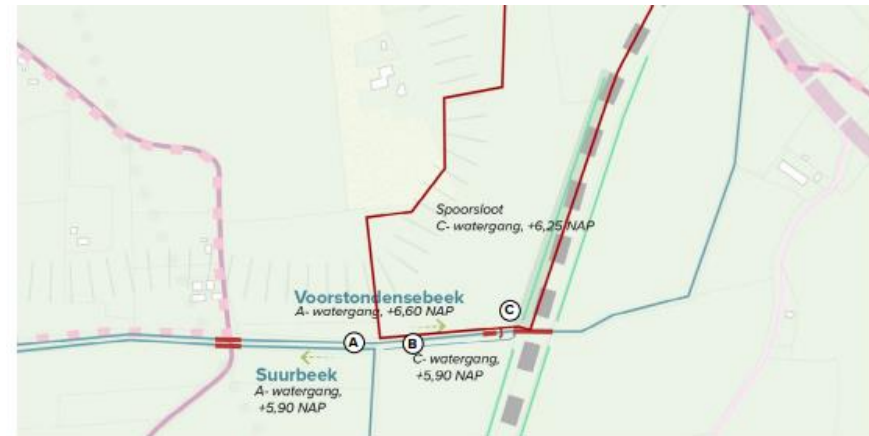 Spoorsloot
C- watergang, +6,25 NAP
Voorstondensebeek
A- watergang, +6,60 NAP
C
A
B
C- watergang,
+5,90 NAP
Suurbeek
A- watergang,
+5,90 NAP